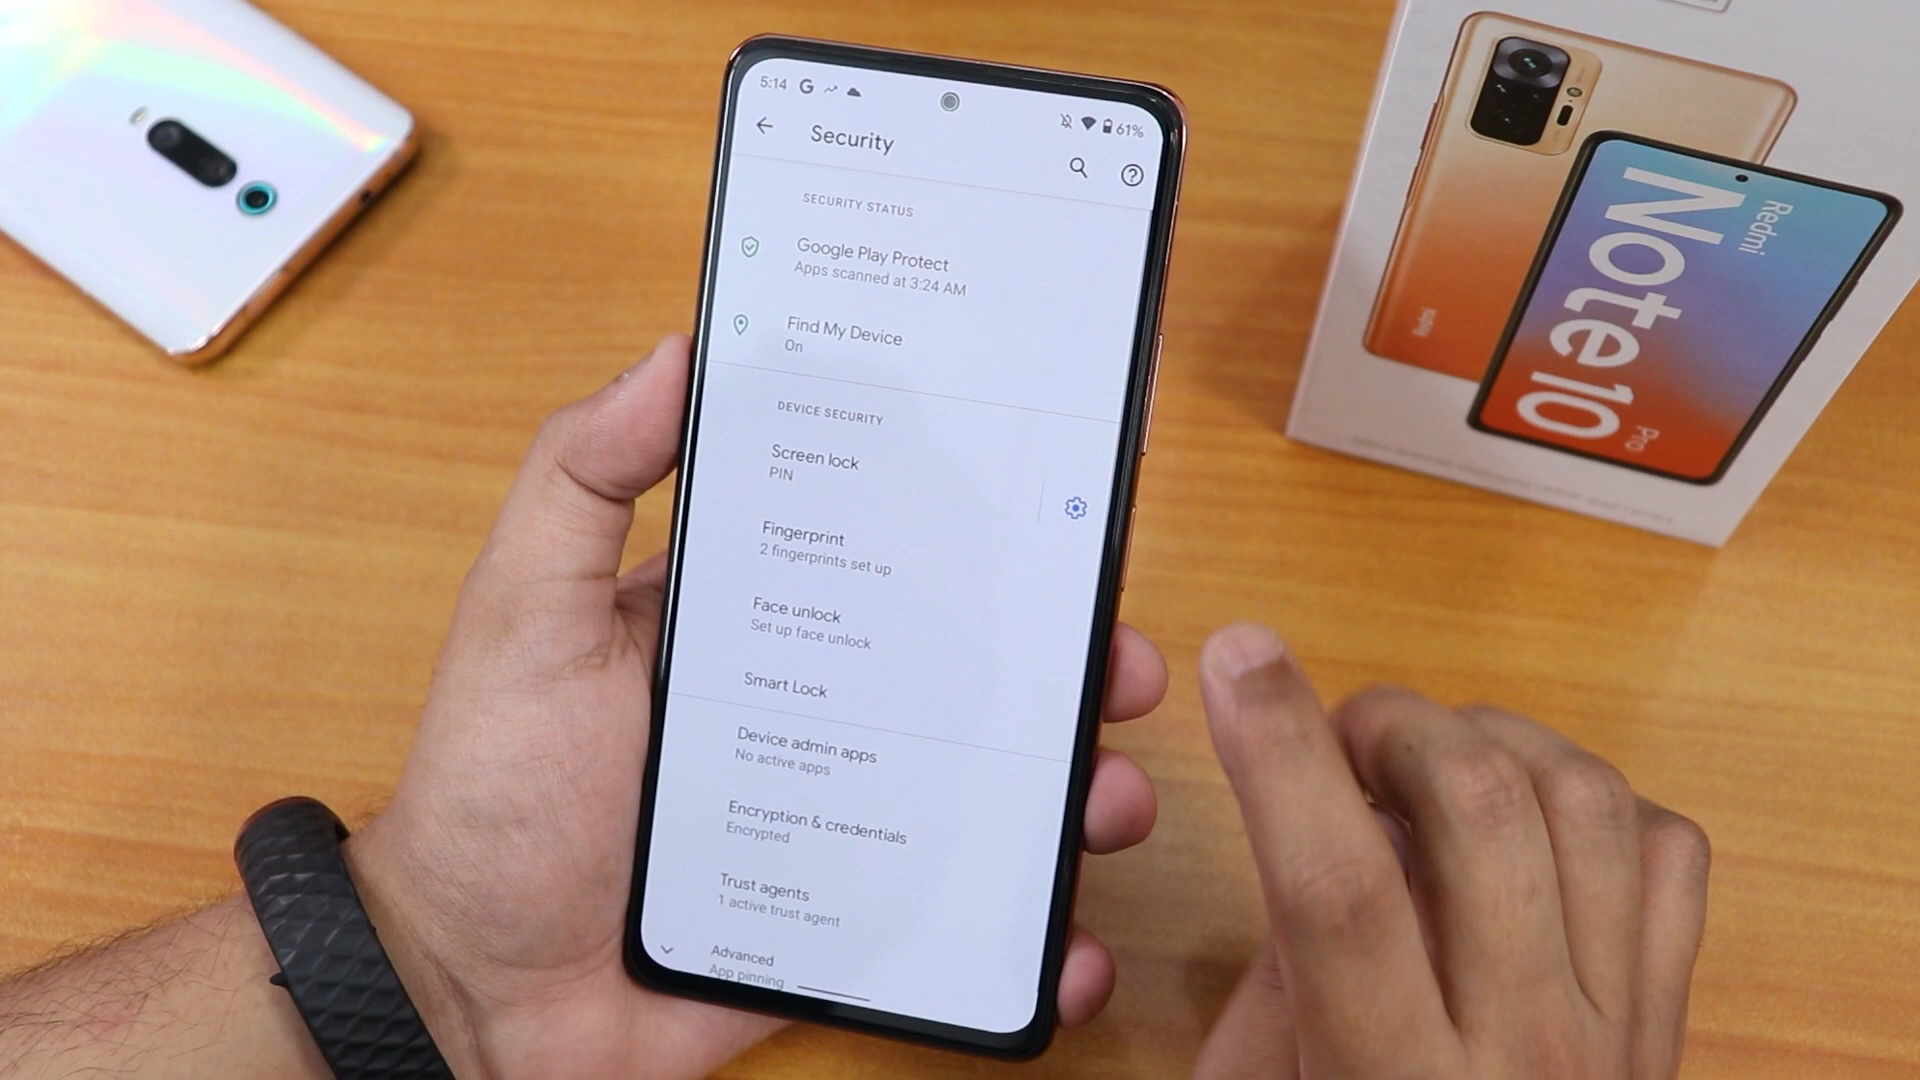 5:14
61%
Security
SECURITY STATUS
Google Play Protect
Apps scanned at 3:24 AM
Find My Device
On
DEVICE SECURITY
Screen lock
PIN
Fingerprint
2 fingerprints set up
Face unlock
Set up face unlock
Smart Lock
Device admin apps
No active apps
Encryption & credentials
Encrypted
Trust agents
1 active trust agent
Advanced
App pinning
Redmi
Note 10
Pro